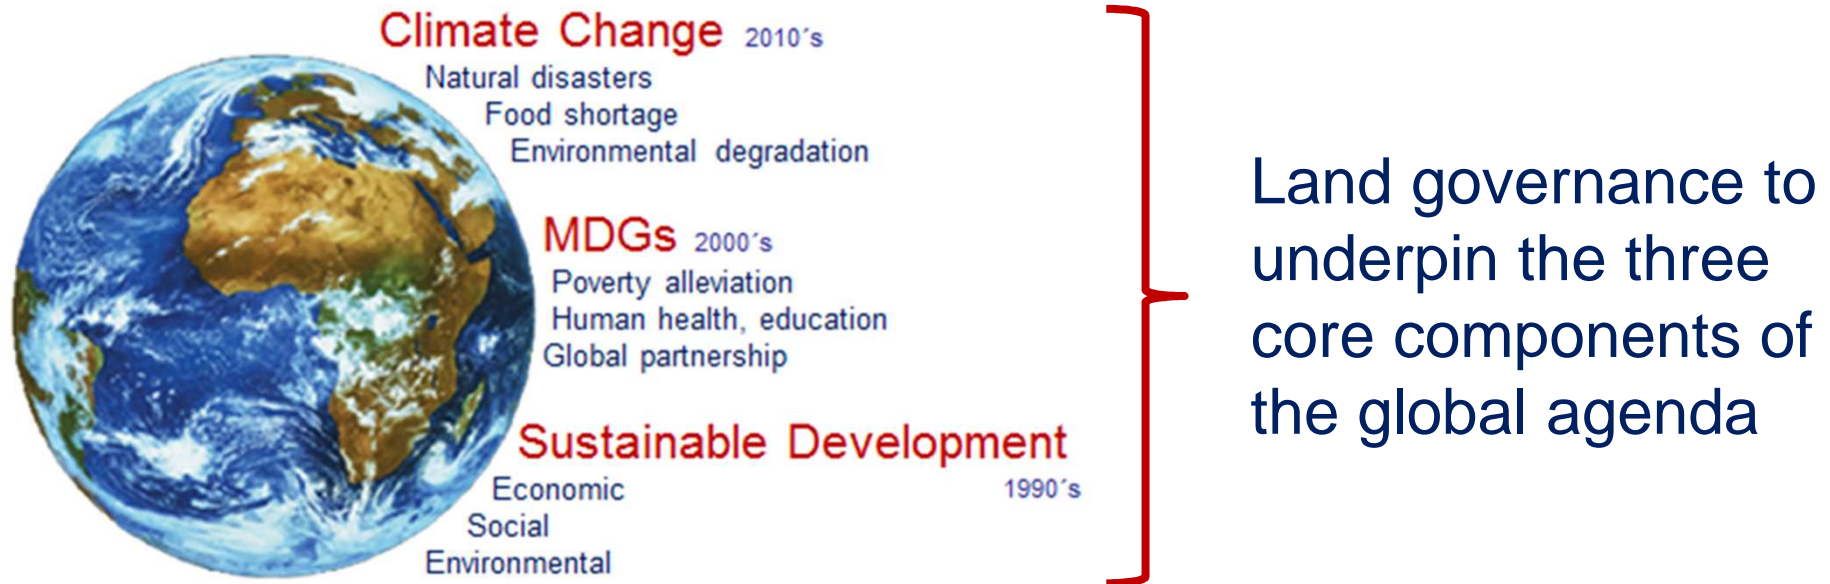 Climate Change 2010´s
Natural disasters
Food shortage
Environmental degradation
MDGs 2000´s
Poverty alleviation
Human health, education
Global partnership
Sustainable Development
Economic 1990´s
Social
Environmental
Land governance to
underpin the three
core components of
the global agenda